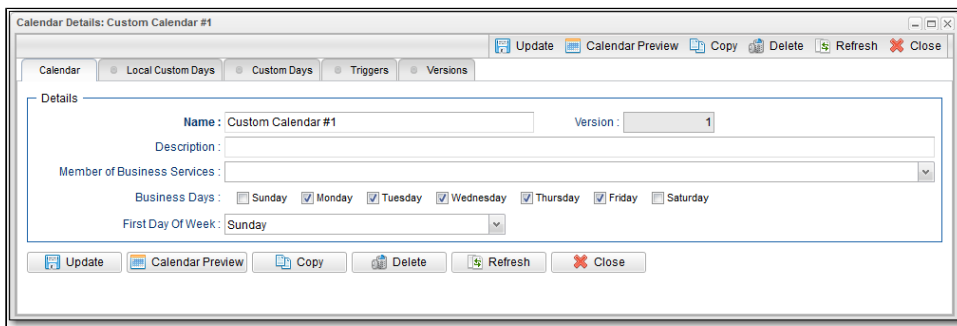 Calendar Details: Custom Calendar #1
Update Calendar Preview Copy Delete Refresh Close
Calendar Local Custom Days Custom Days Triggers Versions
Details
Name : Custom Calendar #1 Version : 1
Description :
Member of Business Services :
Business Days : Sunday Monday Tuesday Wednesday Thursday Friday Saturday
First Day Of Week : Sunday
Update Calendar Preview Copy Delete Refresh Close